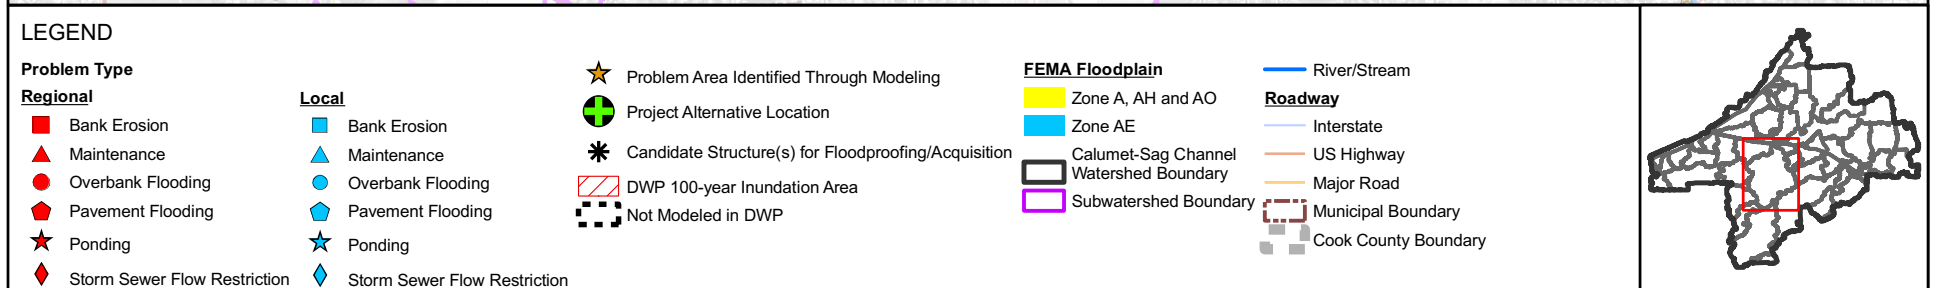 LEGEND
Problem Type
Regional
Bank Erosion
Maintenance
Overbank Flooding
Pavement Flooding
Ponding
Storm Sewer Flow Restriction
Local
Bank Erosion
Maintenance
Overbank Flooding
Pavement Flooding
Ponding
Storm Sewer Flow Restriction
Problem Area Identified Through Modeling
Project Alternative Location
Candidate Structure(s) for Floodproofing/Acquisition
DWP 100-year Inundation Area
Not Modeled in DWP
FEMA Floodplain
Zone A, AH and AO
Zone AE
Calumet-Sag Channel
Watershed Boundary
Subwatershed Boundary
River/Stream
Roadway
Interstate
US Highway
Major Road
Municipal Boundary
Cook County Boundary